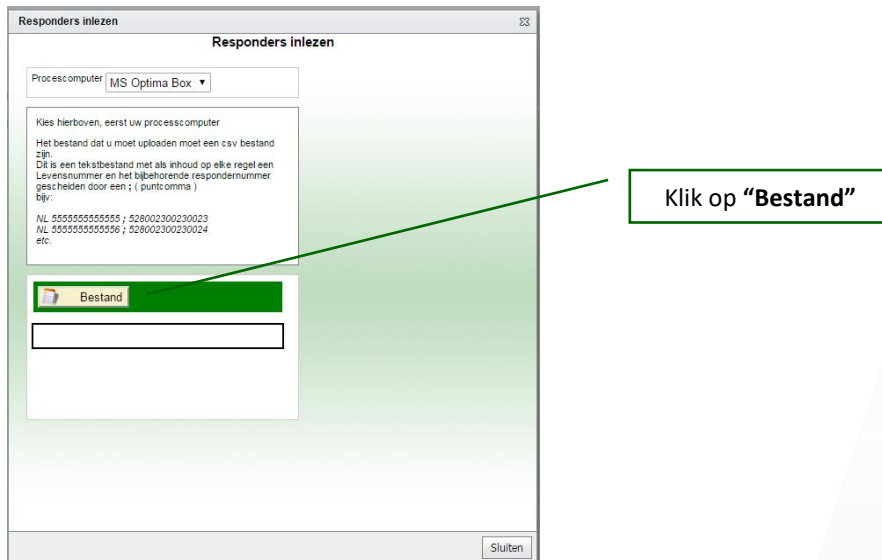 Responders inlezen
Responders inlezen
Procescomputer MS Optima Box
Kies hierboven, eerst uw processcomputer
Het bestand dat u moet uploaden moet een csv bestand
zijn.
Dit is een tekstbestand met als inhoud op elke regel een
Levensnummer en het bijbehorende respondernummer
gescheiden door een ; ( puntcomma )
bijv:
NL 5555555555555 ; 528002300230023
NL 5555555555556 ; 528002300230024
etc.
Klik op “Bestand”
Bestand
Sluiten